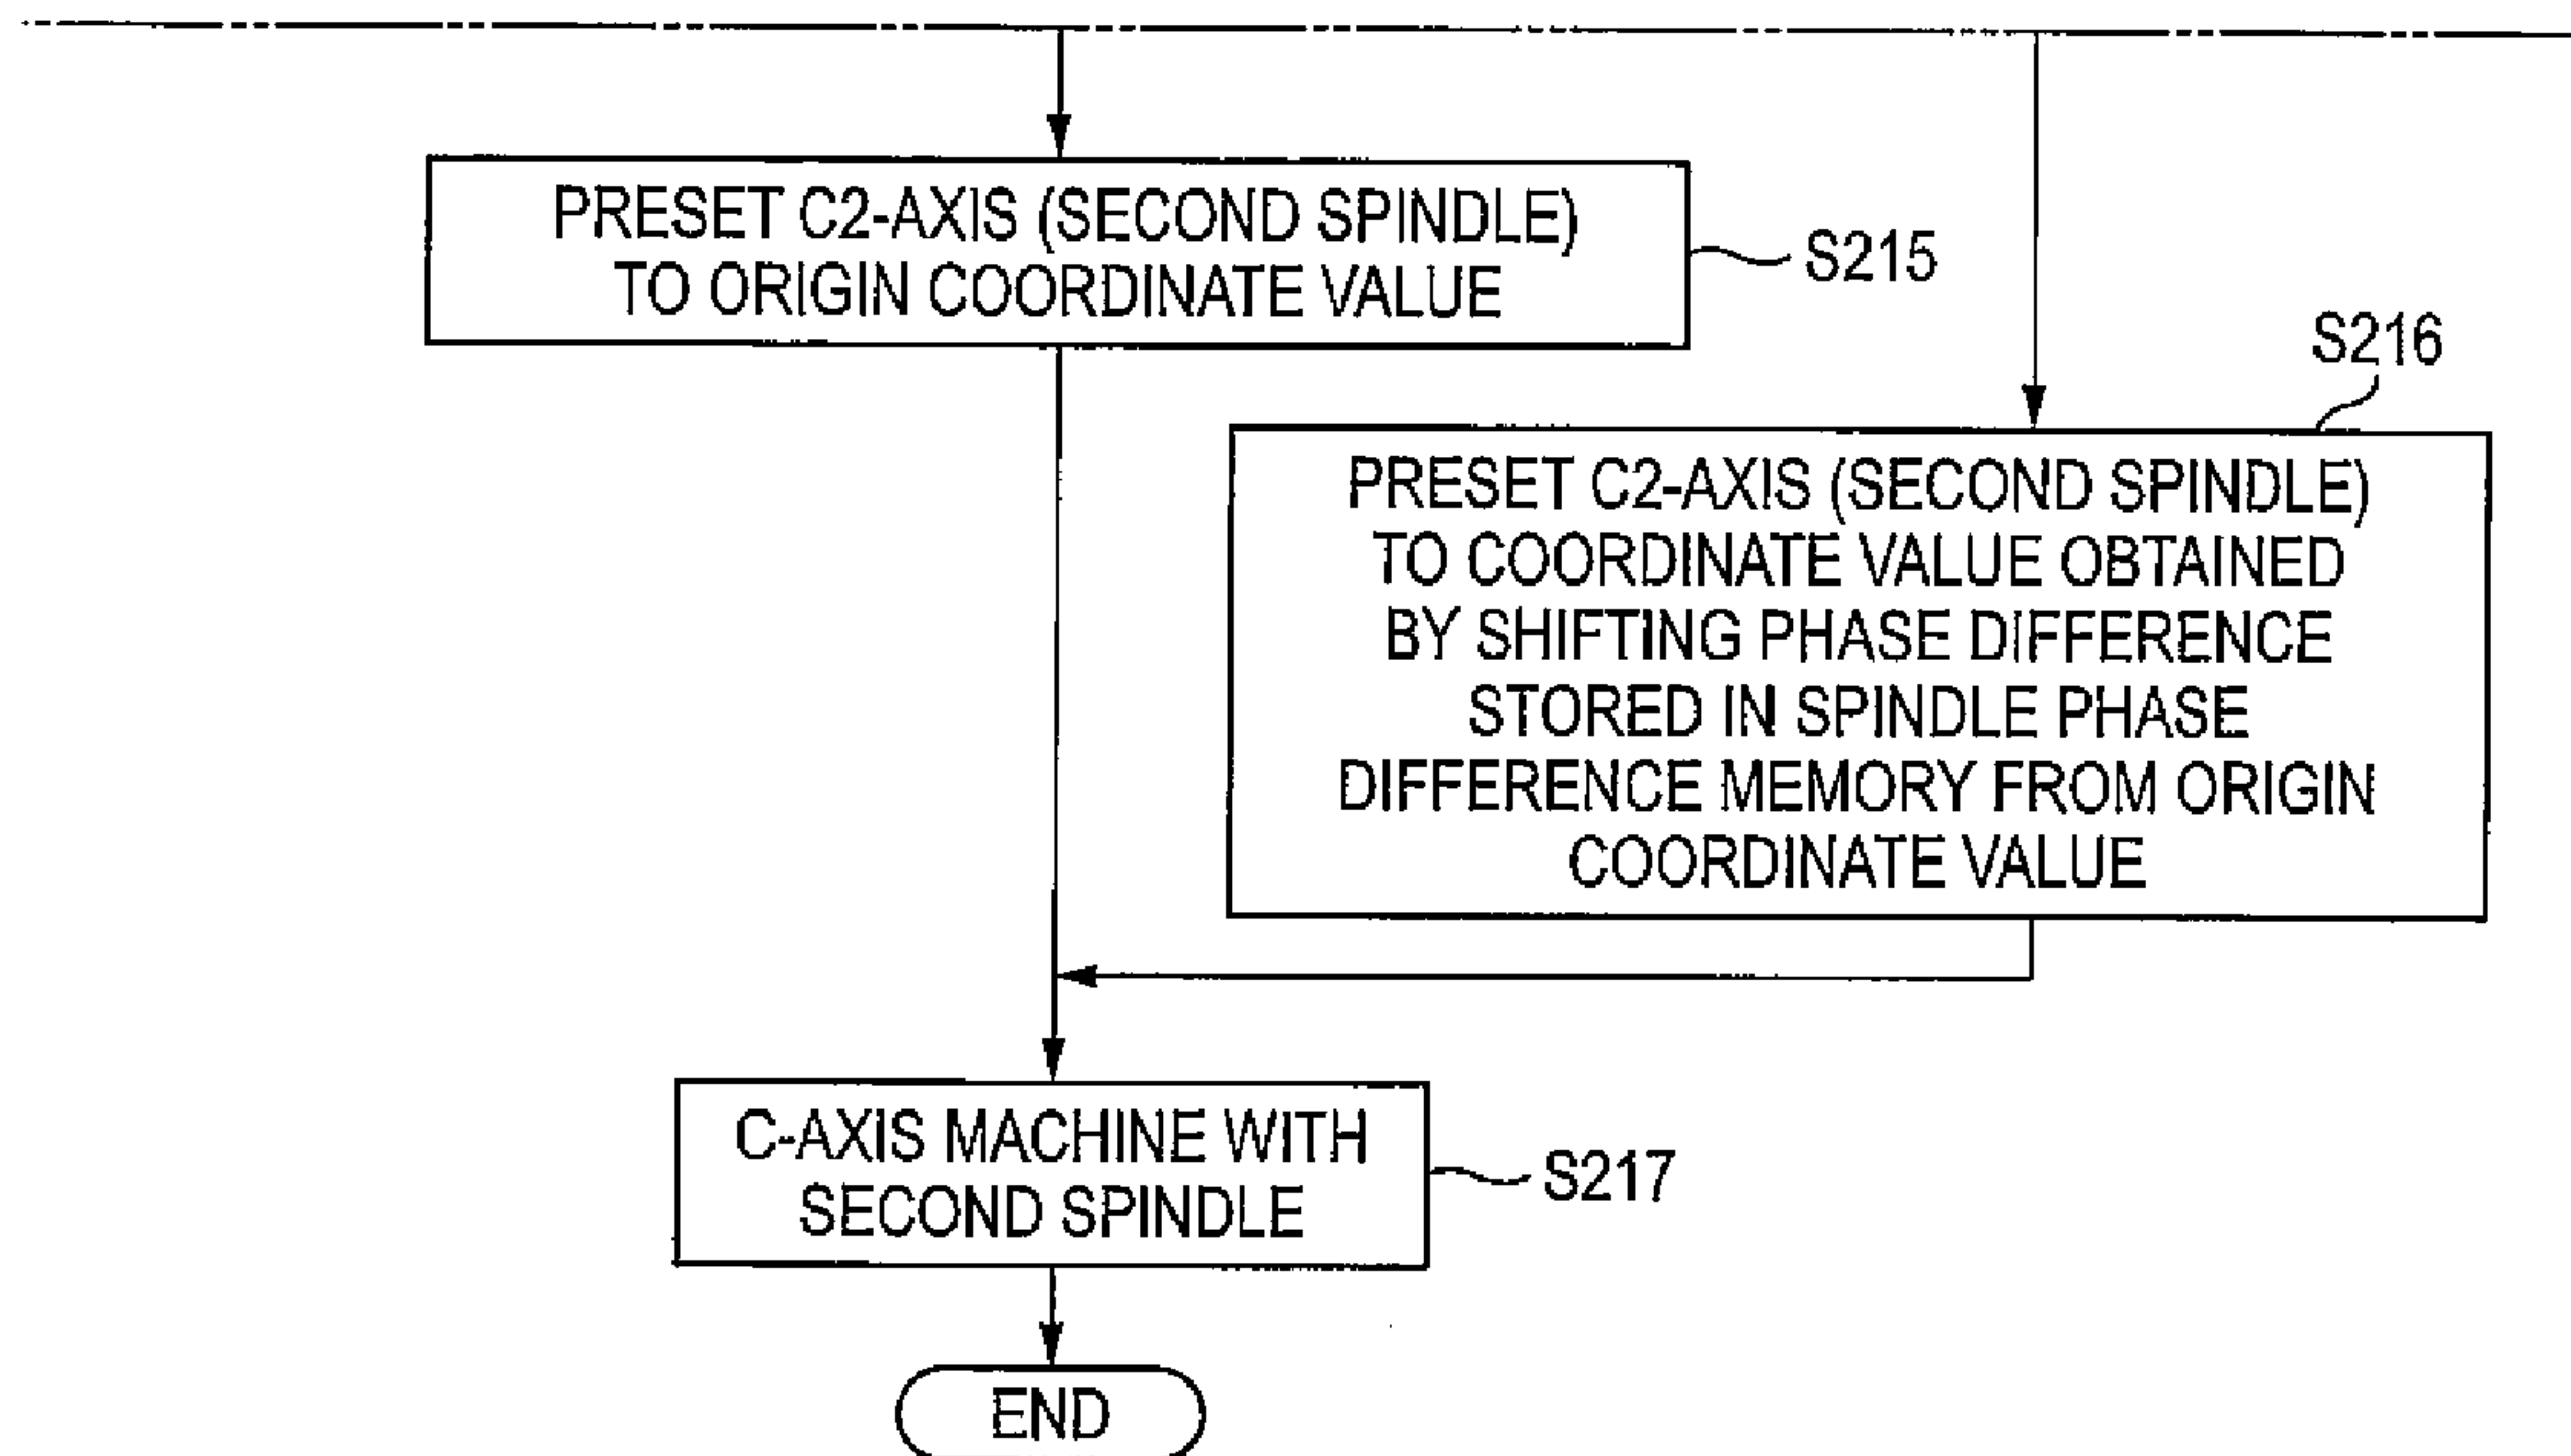 PRESET C2-AXIS (SECOND SPINDLE)
TO ORIGIN COORDINATE VALUE
S215
S216
PRESET C2-AXIS (SECOND SPINDLE)
TO COORDINATE VALUE OBTAINED
BY SHIFTING PHASE DIFFERENCE
STORED IN SPINDLE PHASE
DIFFERENCE MEMORY FROM ORIGIN
COORDINATE VALUE
C-AXIS MACHINE WITH
SECOND SPINDLE
S217
END